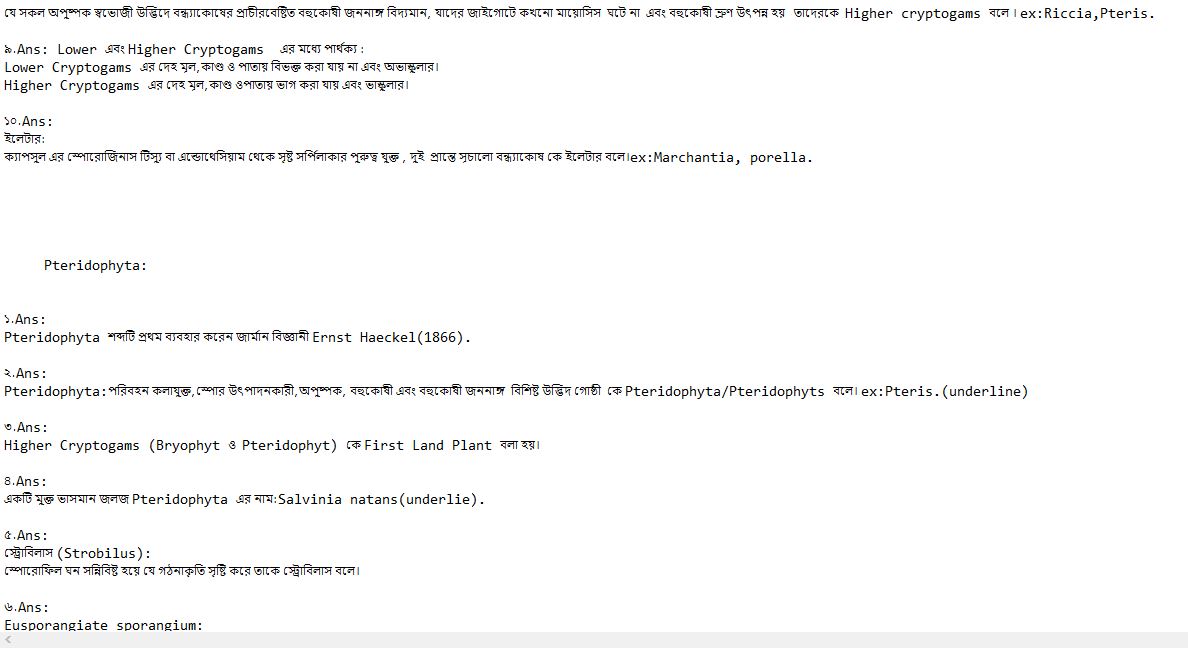 যে সকল অপুষ্পক স্বভোজী উদ্ভিদে বন্ধ্যাকোষের প্রাচীরবেষ্টিত বহুকোষী জননাঙ্গ বিদ্যমান, যাদের জাইগোটে কখনো মায়োসিস ঘটে না এবং বহুকোষী ভ্রুণ উৎপন্ন হয় তাদেরকে Higher cryptogams বলে । ex:Riccia,Pteris.
৯.Ans: Lower এবং Higher Cryptogams এর মধ্যে পার্থক্য :
Lower Cryptogams এর দেহ মূল,কাণ্ড ও পাতায় বিভক্ত করা যায় না এবং অভাস্কুলার।
Higher Cryptogams এর দেহ মূল,কাণ্ড ওপাতায় ভাগ করা যায় এবং ভাস্কুলার।
১০.Ans:
ইলেটার:
ক্যাপসুল এর স্পোরোজিনাস টিস্যু বা এন্ডোথেসিয়াম থেকে সৃষ্ট সর্পিলাকার পুরুত্ব যুক্ত , দুই প্রান্তে সূচালো বন্ধ্যাকোষ কে ইলেটার বলে।ex:Marchantia, porella.
Pteridophyta:
১.Ans:
Pteridophyta শব্দটি প্রথম ব্যবহার করেন জার্মান বিজ্ঞানী Ernst Haeckel(1866).
২.Ans:
Pteridophyta:পরিবহন কলাযুক্ত,স্পোর উৎপাদনকারী,অপুষ্পক, বহুকোষী এবং বহুকোষী জননাঙ্গ বিশিষ্ট উদ্ভিদ গোষ্ঠী কে Pteridophyta/Pteridophyts বলে। ex:Pteris.(underline)
৩.Ans:
Higher Cryptogams (Bryophyt ও Pteridophyt) কে First Land Plant বলা হয়।
৪.Ans:
একটি মুক্ত ভাসমান জলজ Pteridophyta এর নাম:Salvinia natans(underlie).
৫.Ans:
স্ট্রোবিলাস (Strobilus):
স্পোরোফিল ঘন সন্নিবিষ্ট হয়ে যে গঠনাকৃতি সৃষ্টি করে তাকে স্ট্রোবিলাস বলে।
৬.Ans:
Eusporangiate sporangium: